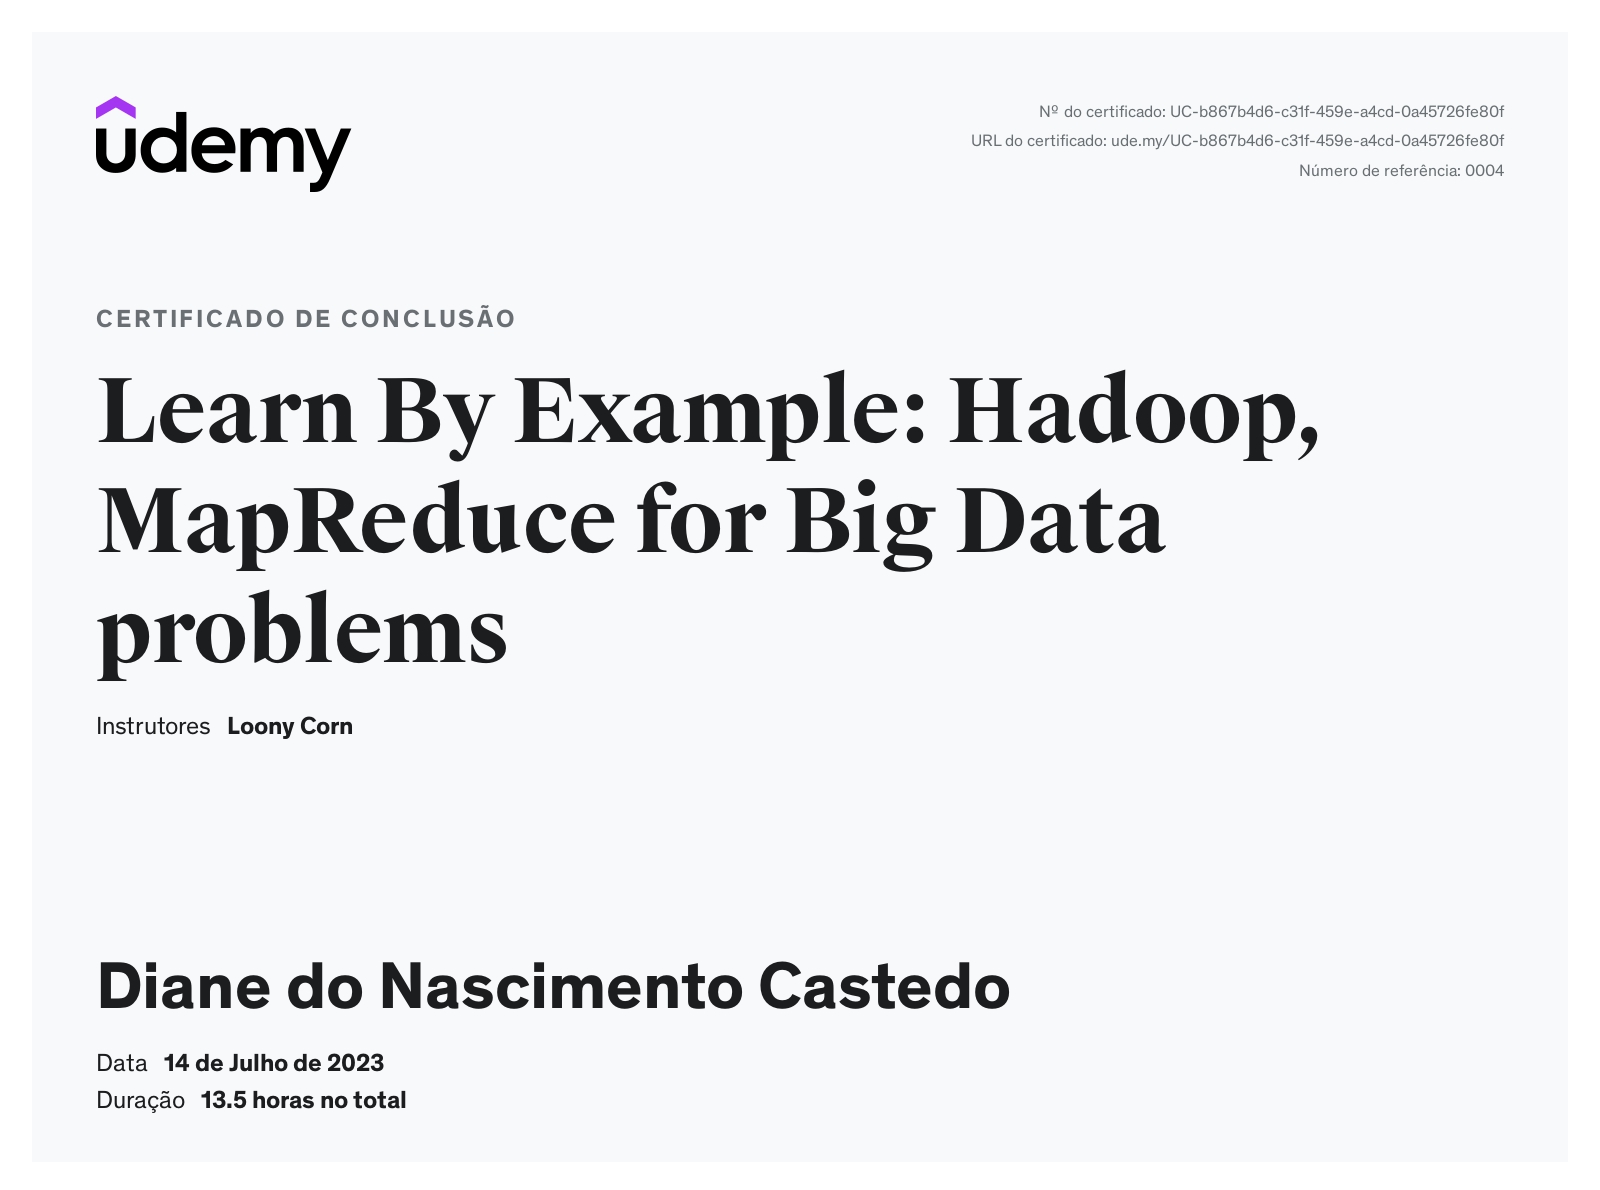 udemy
Nº do certificado: UC-b867b4d6-c31f-459e-a4cd-0a45726fe80f
URL do certificado: ude.my/UC-b867b4d6-c31f-459e-a4cd-0a45726fe80f
Número de referência: 0004
CERTIFICADO DE CONCLUSÃO
Learn By Example: Hadoop,
MapReduce for Big Data
problems
Instrutores Loony Corn
Diane do Nascimento Castedo
Data 14 de Julho de 2023
Duração 13.5 horas no total